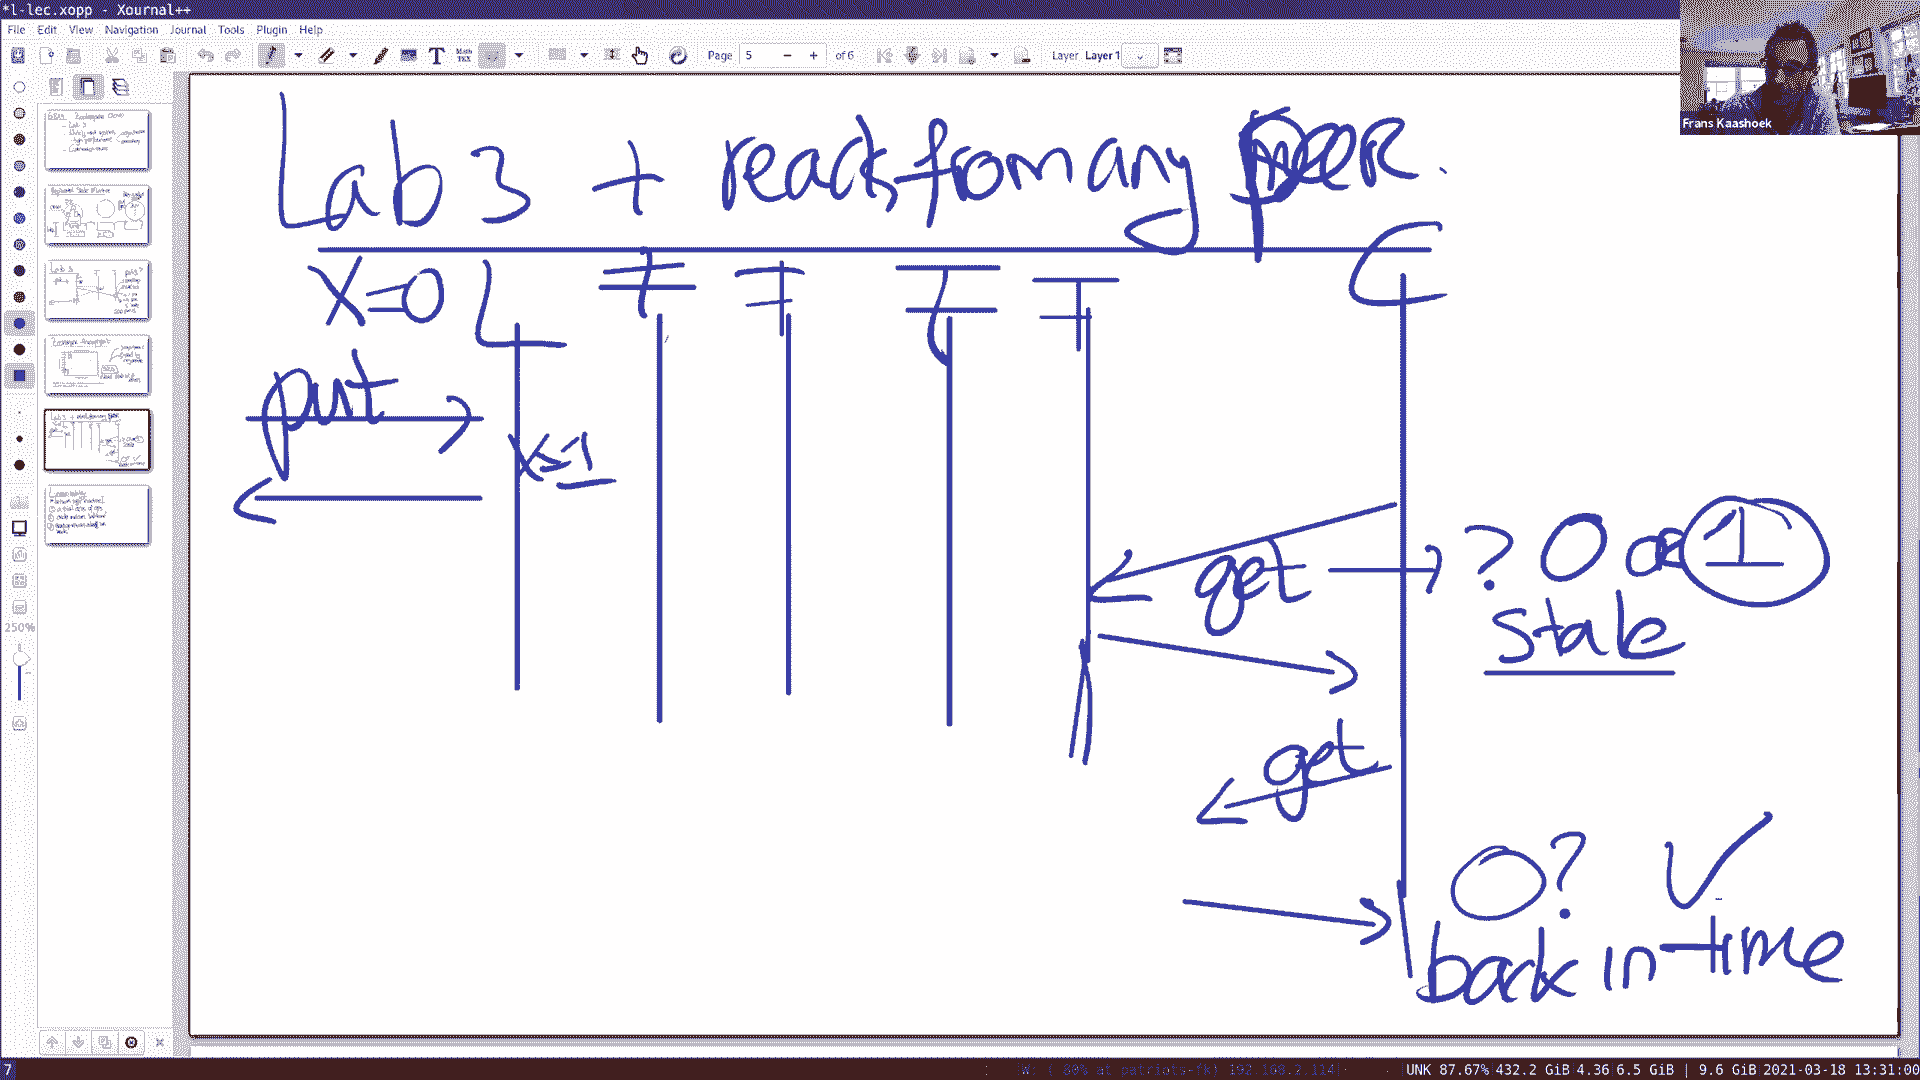 *l-lec.xopp - Xournal++
File Edit View Navigation Journal Tools Plugin Help
Page 5 of 6 Layer Layer 1
Frans Kaashoek
Lab 3 + reads from any peer.
x=0 L F F F F C
put
x≤1
get ? 0 or 1
stale
get
0? ✓
back in-time
250%
7
UNK 87.67% 432.2 GiB 4.36 6.5 GiB | 9.6 GiB 2021-03-18 13:31:00